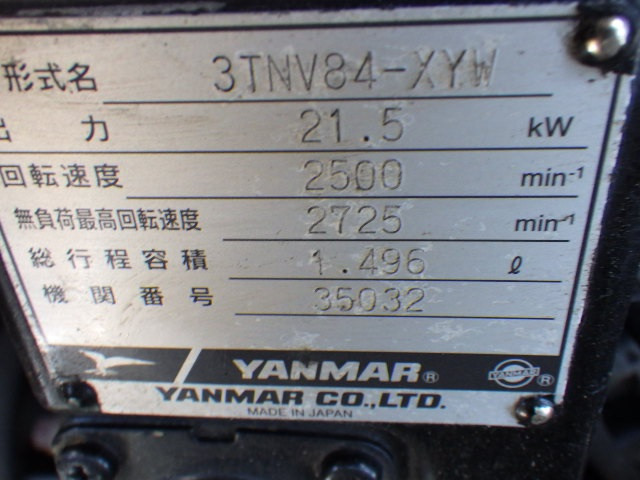 形式名 3TNV84-XYW
出力 21.5 kW
回転速度 2500 min-1
無負荷最高回転速度 2725 min-1
総行程容積 1.496 ℓ
機関番号 35032
YANMAR® YANMAR ®
YANMAR CO.,LTD.
MADE IN JAPAN